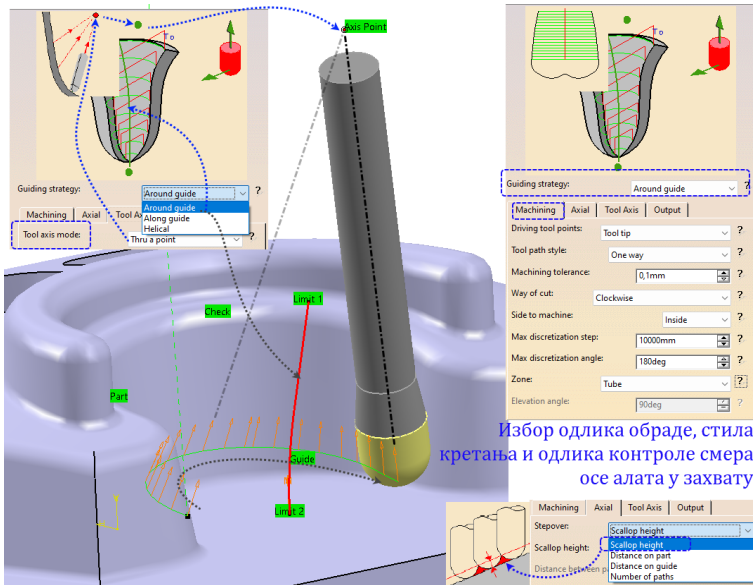 To
Axis Point
Guiding strategy:
Around guide
?
Around guide
Along guide
Helical
Machining
Axial
Tool
Tool axis mode:
Thru a point
?
Limit 1
Check
Part
Guide
Limit 2
To
Guiding strategy:
Around guide
?
Machining
Axial
Tool Axis
Output
Driving tool points:
Tool tip
?
Tool path style:
One way
?
Machining tolerance:
0,1mm
?
Way of cut:
Clockwise
?
Side to machine:
Inside
?
Max discretization step:
10000mm
?
Max discretization angle:
180deg
?
Zone:
Tube
?
Elevation angle:
90deg
?
Избор одлика обраде, стила
кретања и одлика контроле смера
осе алата у захвату
Machining
Axial
Tool Axis
Output
Stepover:
Scallop height
Scallop height:
Scallop height
Distance on part
Distance on guide
Number of paths
Distance between